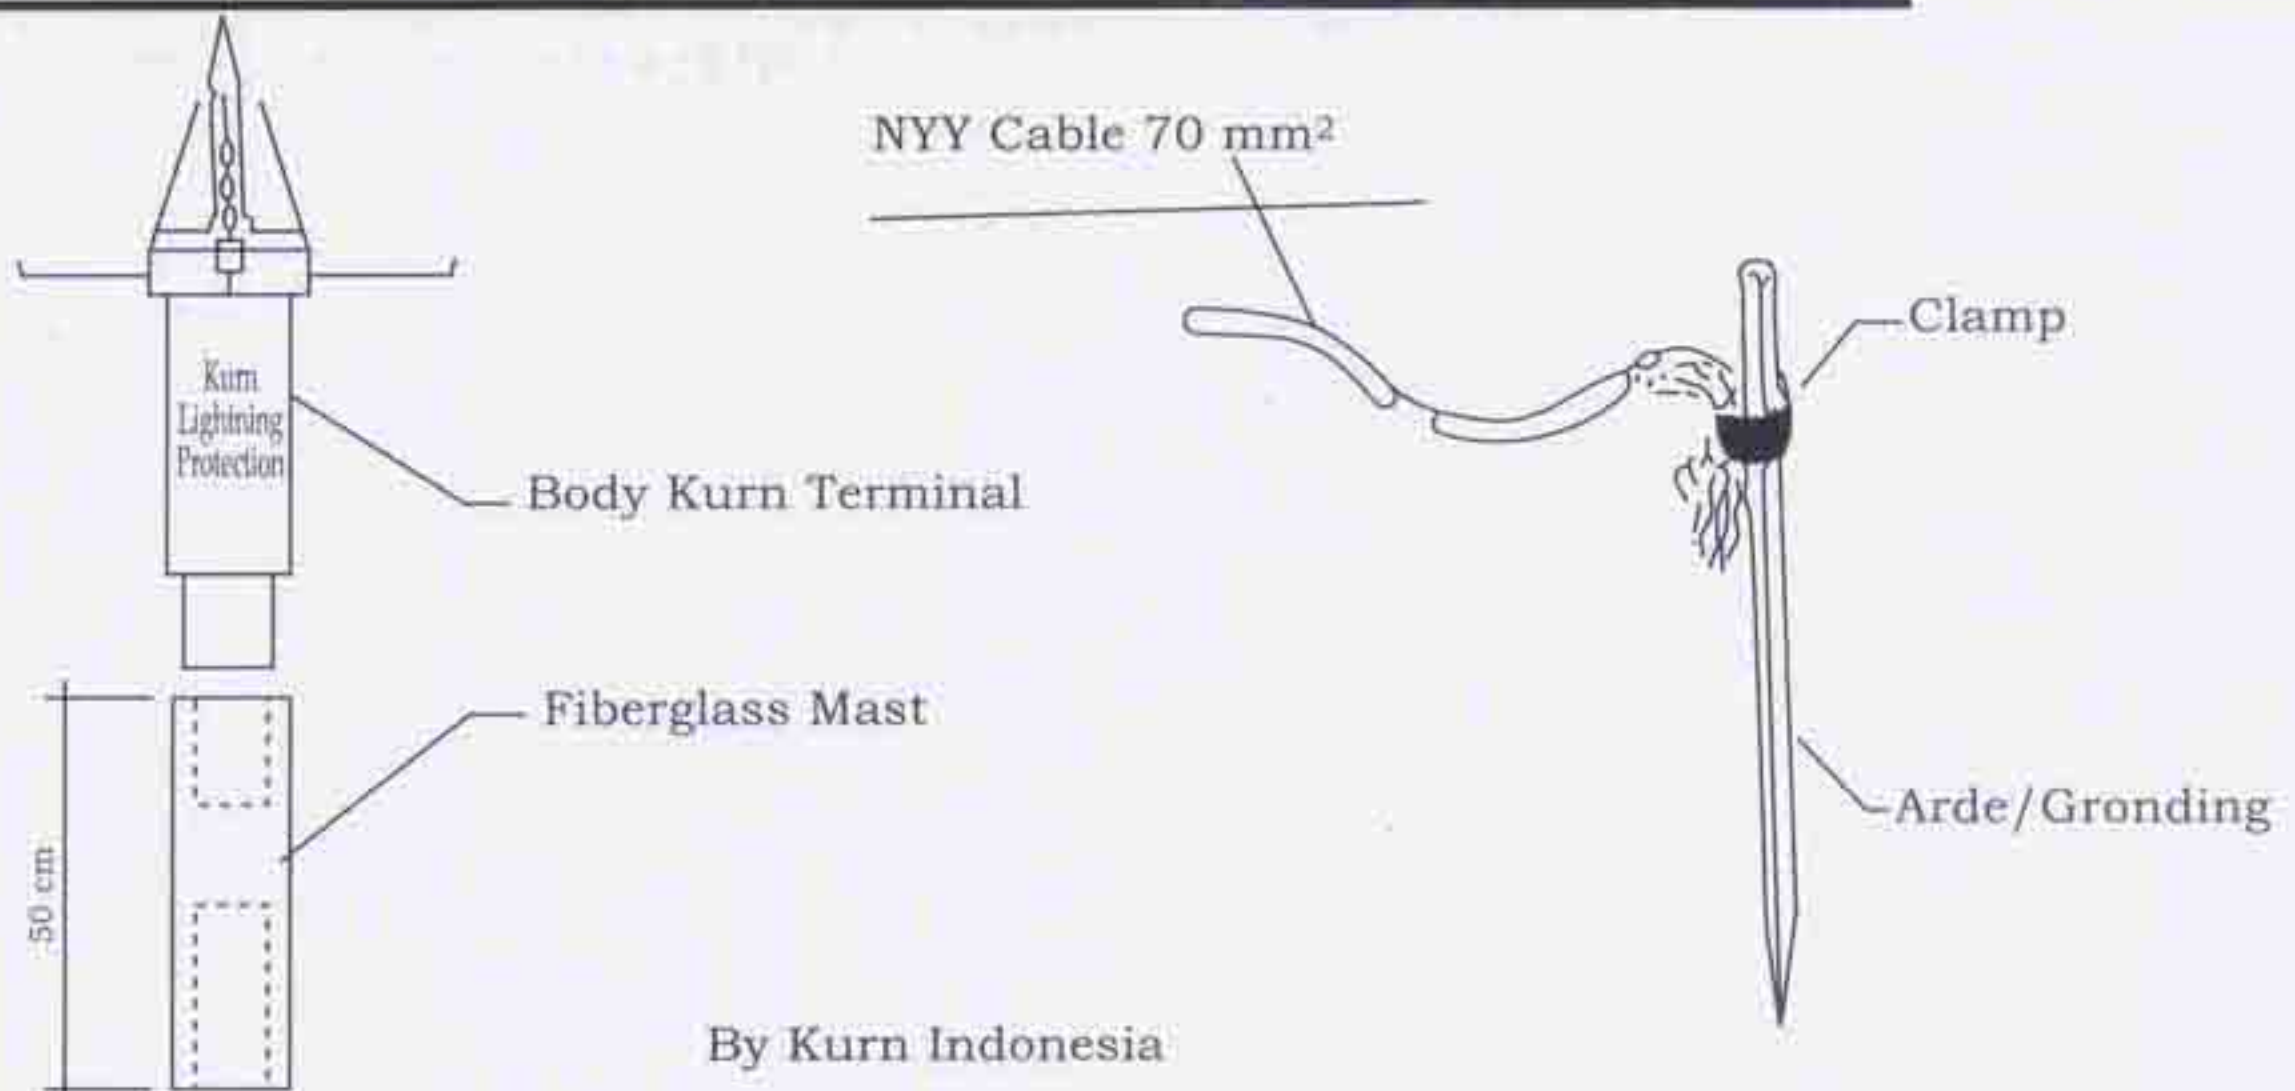 NYY Cable 70 mm²
Clamp
Kurn
Lightning
Protection
Body Kurn Terminal
Fiberglass Mast
50 cm
Arde/Gronding
By Kurn Indonesia